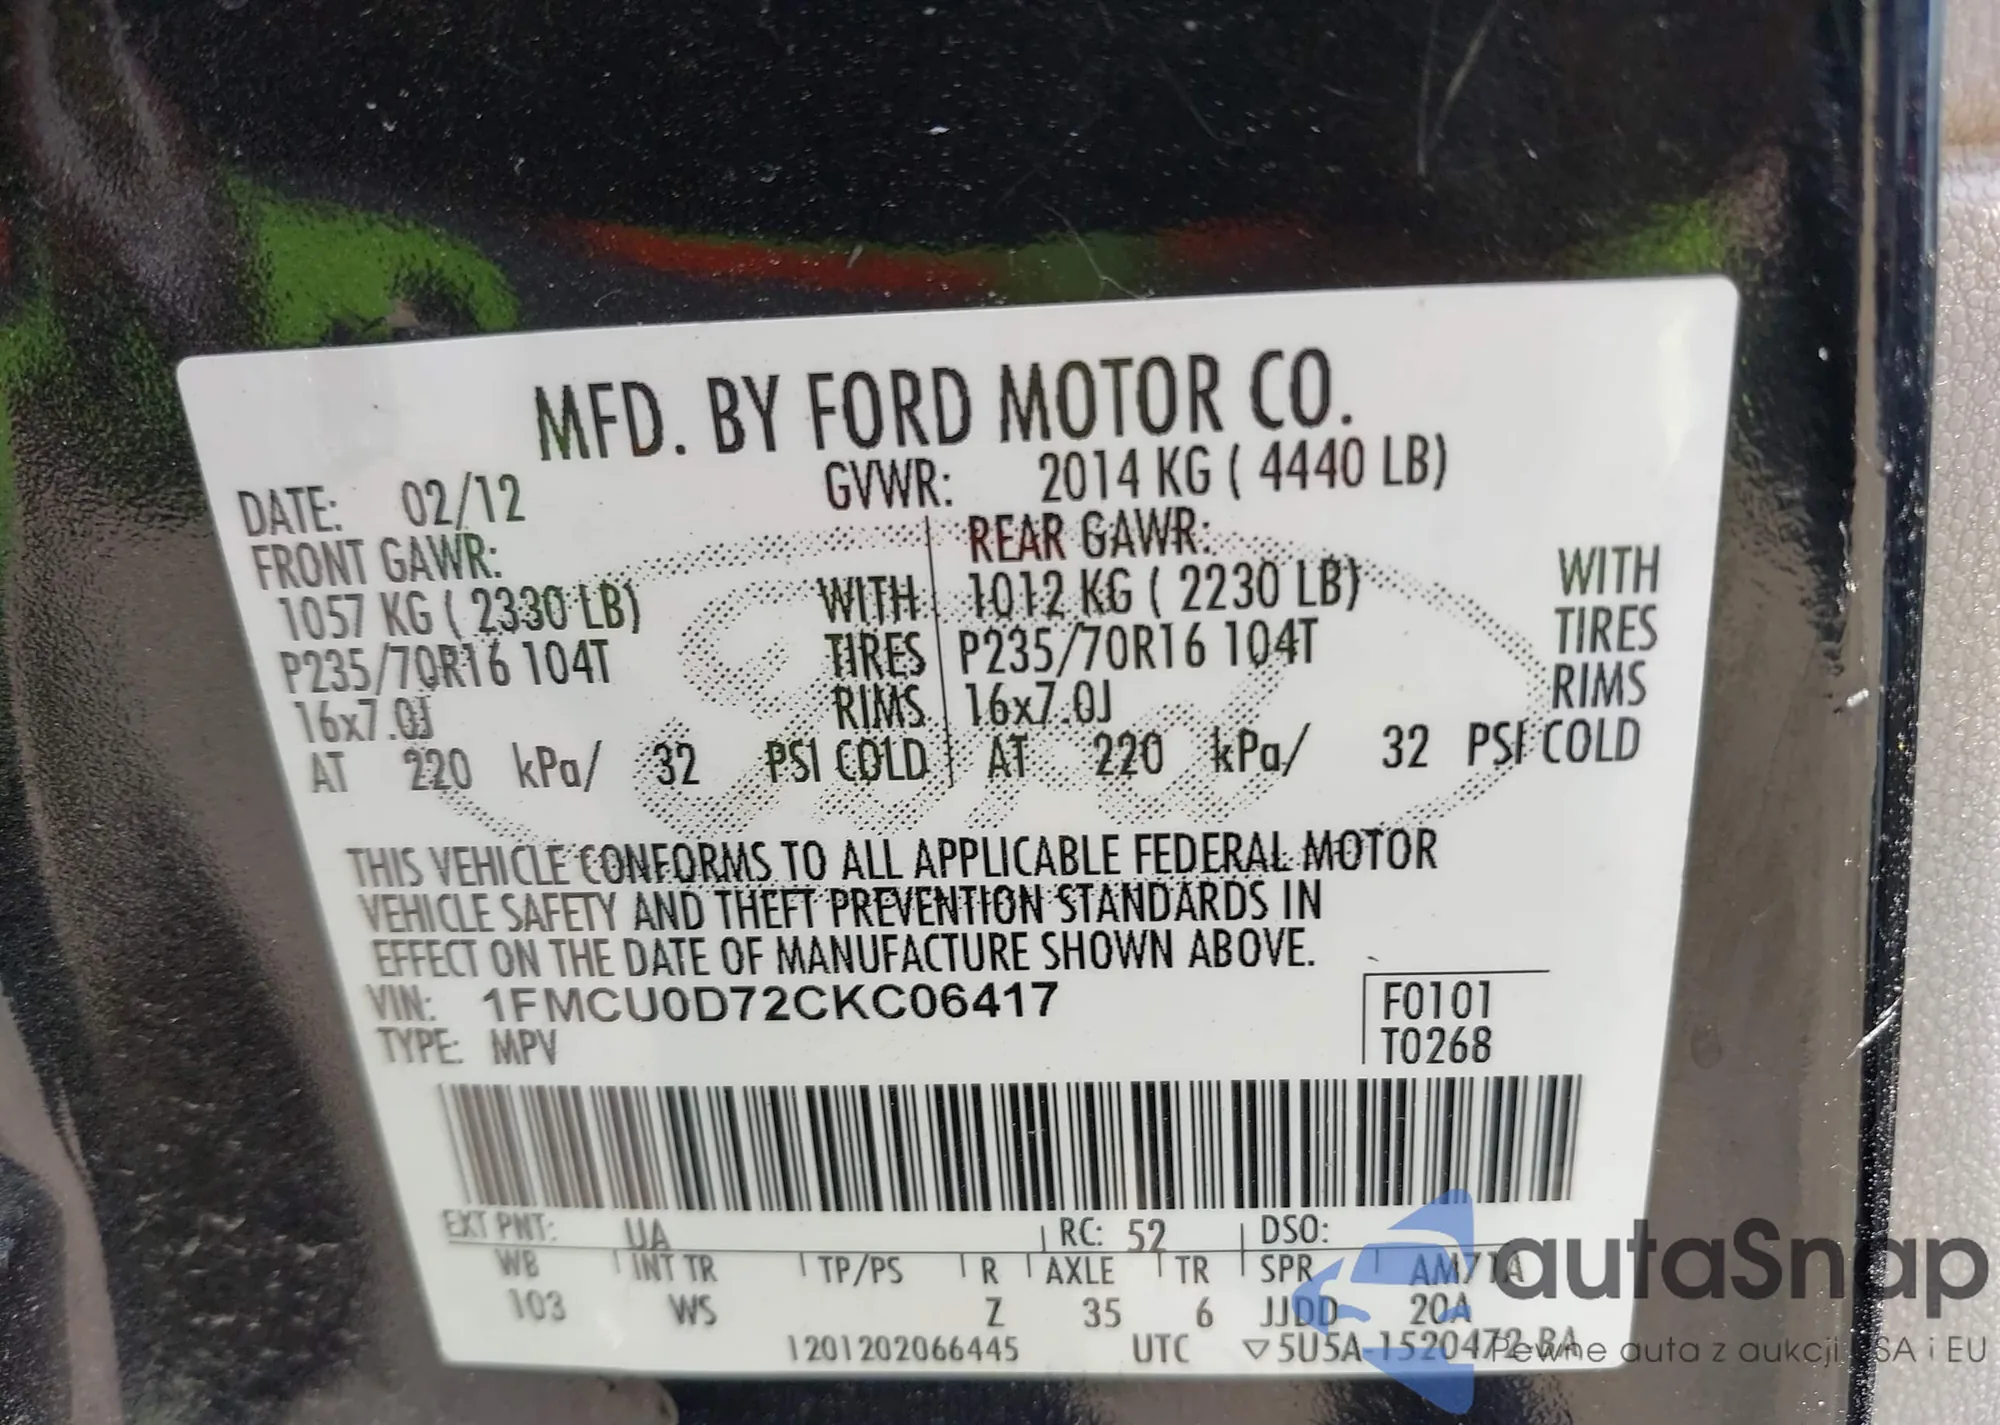 MFD. BY FORD MOTOR CO.
DATE: 02/12 GVWR: 2014 KG ( 4440 LB)
FRONT GAWR: REAR GAWR:
1057 KG ( 2330 LB) WITH 1012 KG ( 2230 LB) WITH
P235/70R16 104T TIRES P235/70R16 104T TIRES
16x7.0J RIMS 16x7.0J RIMS
AT 220 kPa/ 32 PSI COLD AT 220 kPa/ 32 PSI COLD
THIS VEHICLE CONFORMS TO ALL APPLICABLE FEDERAL MOTOR
VEHICLE SAFETY AND THEFT PREVENTION STANDARDS IN
EFFECT ON THE DATE OF MANUFACTURE SHOWN ABOVE.
VIN: 1FMCU0D72CKC06417 F0101
TYPE: MPV T0268
EXT PNT: UA RC: 52 DSO:
WB INT TR TP/PS R AXLE TR SPR AM71A
103 WS Z 35 6 JJDD 20A
1201202066445 UTC ▽5U5A-1520472-BA
autaSnap
Pewne auta z aukcji USA i EU